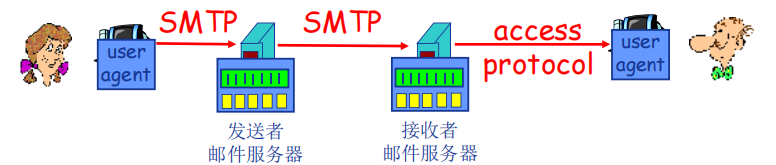 SMTP
SMTP
access
protocol
user
agent
user
agent
发送者
邮件服务器
接收者
邮件服务器